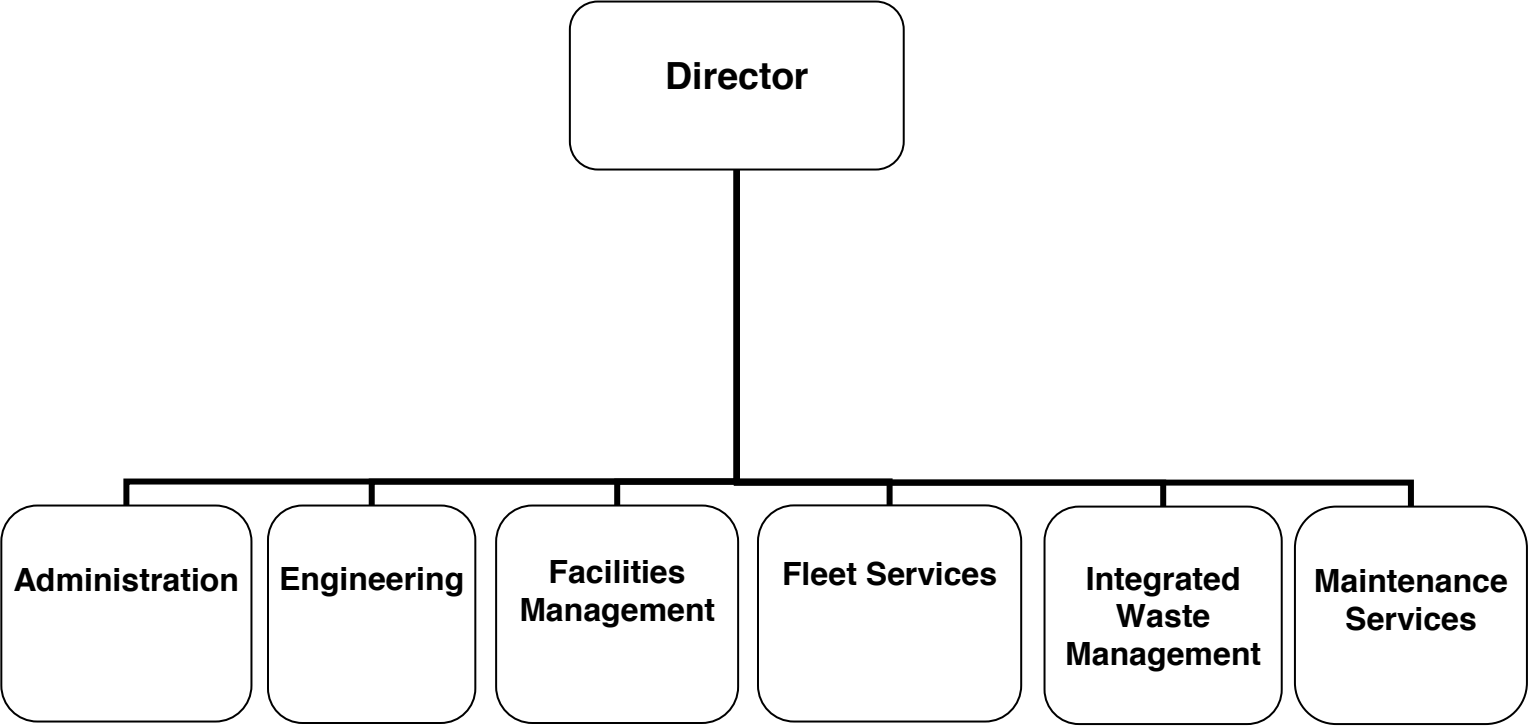 Director
Administration
Engineering
Facilities
Management
Fleet Services
Integrated
Waste
Management
Maintenance
Services